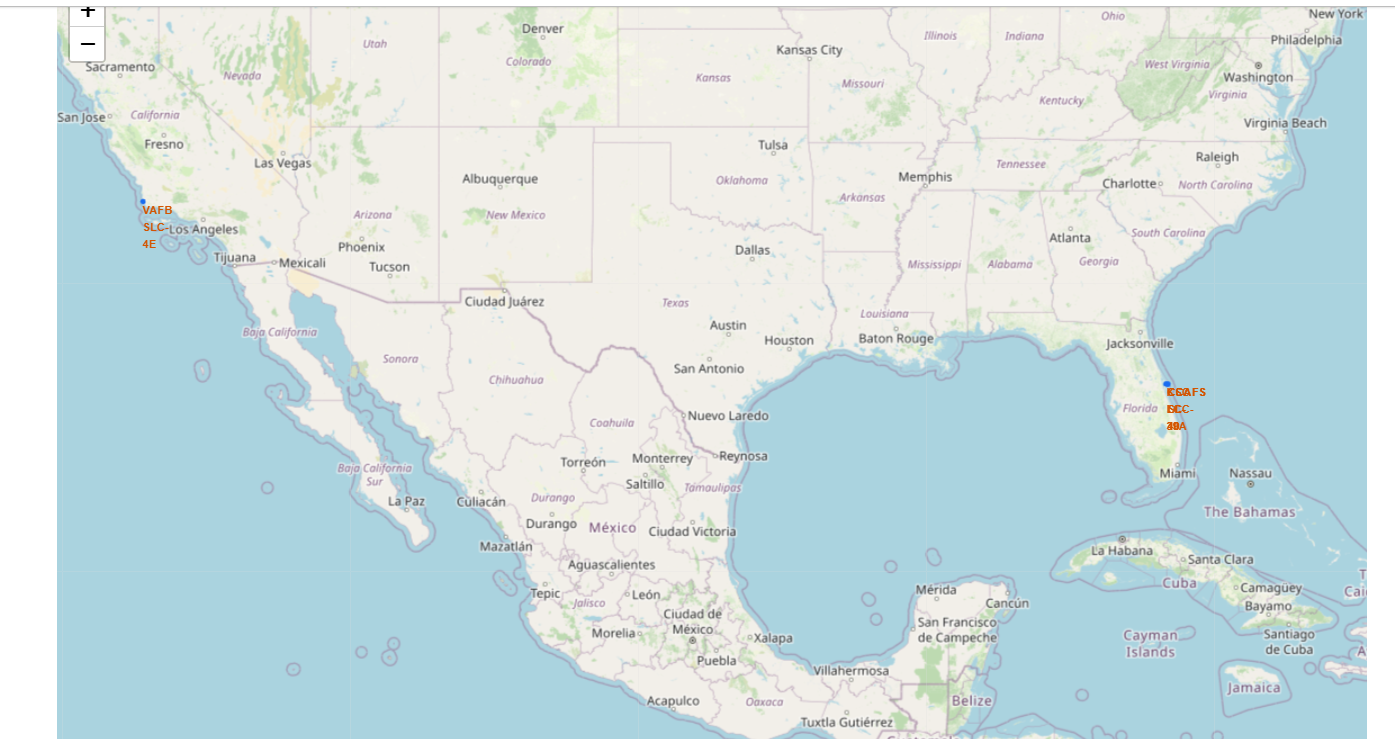 +
−
Ohio
New York
Denver
Utah
Colorado
Nevada
Sacramento
Kansas City
Kansas
Missouri
Illinois
Indiana
Philadelphia
West Virginia
Washington
Virginia
Kentucky
San Jose
California
Fresno
Virginia Beach
Las Vegas
Tulsa
Tennessee
Raleigh
Albuquerque
Oklahoma
Memphis
Charlotte
North Carolina
Arkansas
VAFB
SLC-
4E
Los Angeles
Arizona
New Mexico
Phoenix
Tucson
Dallas
Atlanta
South Carolina
Tijuana
Mexicali
Mississippi
Alabama
Georgia
Ciudad Juárez
Texas
Louisiana
Baja California
Austin
Houston
Baton Rouge
Jacksonville
Sonora
San Antonio
Chihuahua
Coahuila
Nuevo Laredo
Florida
Torreón
Monterrey
Reynosa
Baja California
Sur
Saltillo
Tamaulipas
Miami
Nassau
La Paz
Culiacán
Durango
Durango
México
Ciudad Victoria
The Bahamas
Mazatlán
Aguascalientes
La Habana
Santa Clara
Cuba
Camagüey
Bayamo
Tepic
León
Jalisco
Mérida
Cancún
Ciudad de
México
San Francisco
de Campeche
Morelia
Xalapa
Cayman
Islands
Santiago
de Cuba
Puebla
Villahermosa
Jamaica
Acapulco
Oaxaca
Belize
Tuxtla Gutiérrez